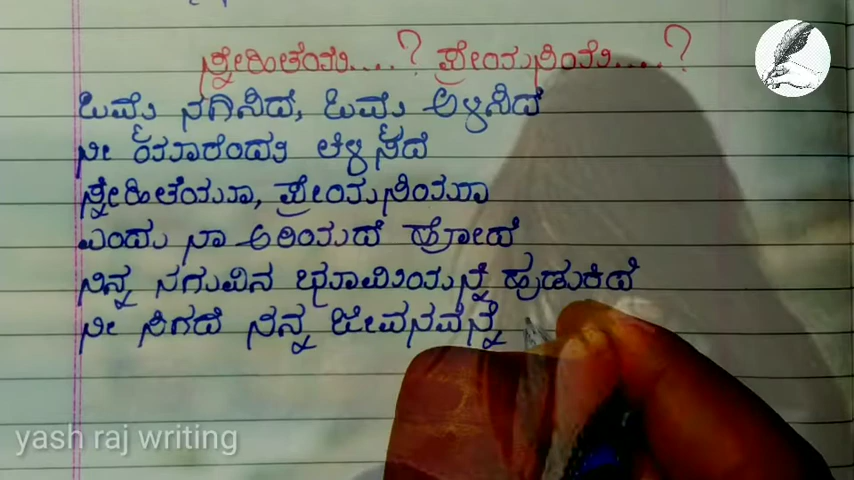 ಸ್ನೇಹಿತೆಯೇ....? ಪ್ರೇಯಸಿಯೇ....?
ಒಮ್ಮೆ ನಗಿಸಿದೆ, ಒಮ್ಮೆ ಅಳಿಸಿದೆ
ನೀ ಯಾರೆಂದು ತಿಳಿಸದೆ
ಸ್ನೇಹಿತೆಯಾ, ಪ್ರೇಯಸಿಯಾ
ಎಂದು ನಾ ಅರಿಯದೆ ಹೋದೆ
ನಿನ್ನ ನಗುವಿನ ಛಾಯೆಯನ್ನೆ ಹುಡುಕಿದೆ
ನೀ ಸಿಗದೆ ನನ್ನ ಜೀವನವನ್ನೆ
yash raj writing